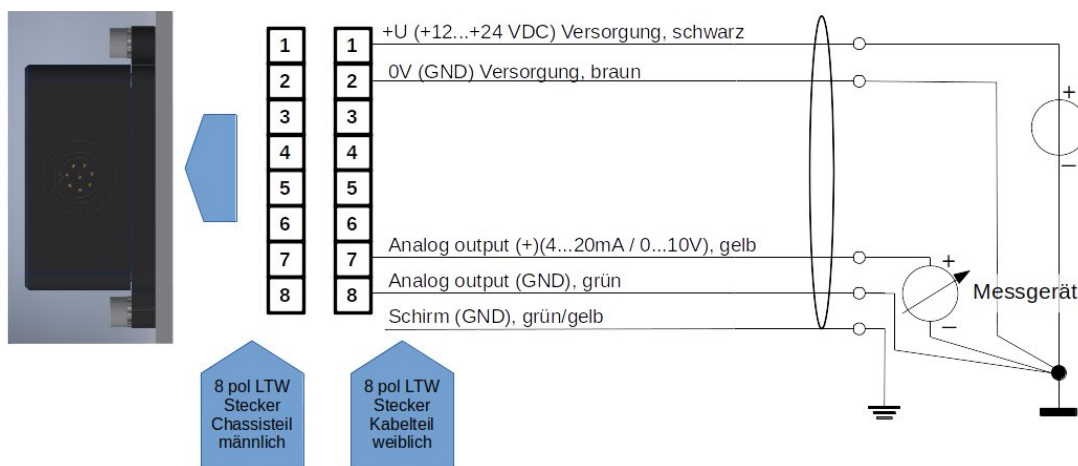 +U (+12...+24 VDC) Versorgung, schwarz
1
1
0V (GND) Versorgung, braun
2
2
3
3
4
4
5
5
6
6
Analog output (+)(4...20mA / 0...10V), gelb
7
7
Analog output (GND), grün
8
8
Schirm (GND), grün/gelb
+
−
+
−
Messgerät
8 pol LTW
Stecker
Chassisteil
männlich
8 pol LTW
Stecker
Kabelteil
weiblich